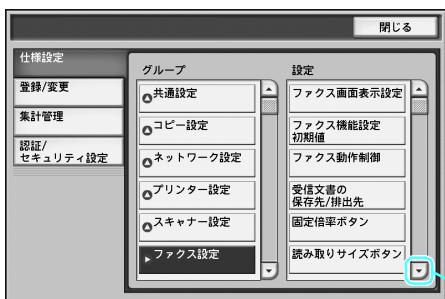 閉じる
仕様設定
登録/変更
集計管理
認証/
セキュリティ設定
グループ
共通設定
コピー設定
ネットワーク設定
プリンター設定
スキャナー設定
ファクス設定
設定
ファクス画面表示設定
ファクス機能設定
初期値
ファクス動作制御
受信文書の
保存先/排出先
固定倍率ボタン
読み取りサイズボタン